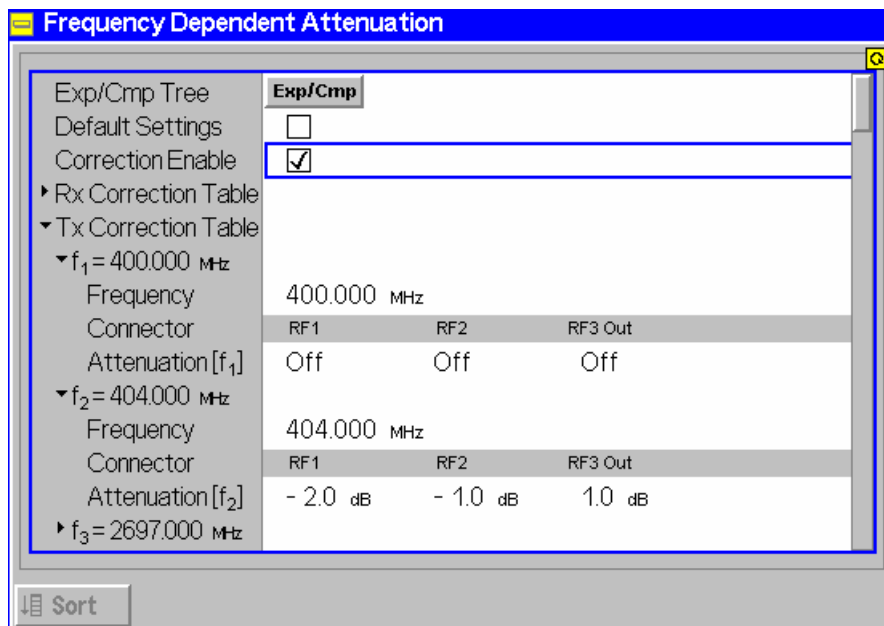 Frequency Dependent Attenuation
Exp/Cmp Tree Exp/Cmp
Default Settings
Correction Enable
Rx Correction Table
Tx Correction Table
f₁ = 400.000 MHz
Frequency 400.000 MHz
Connector RF1 RF2 RF3 Out
Attenuation [f₁] Off Off Off
f₂ = 404.000 MHz
Frequency 404.000 MHz
Connector RF1 RF2 RF3 Out
Attenuation [f₂] - 2.0 dB - 1.0 dB 1.0 dB
f₃ = 2697.000 MHz
Sort